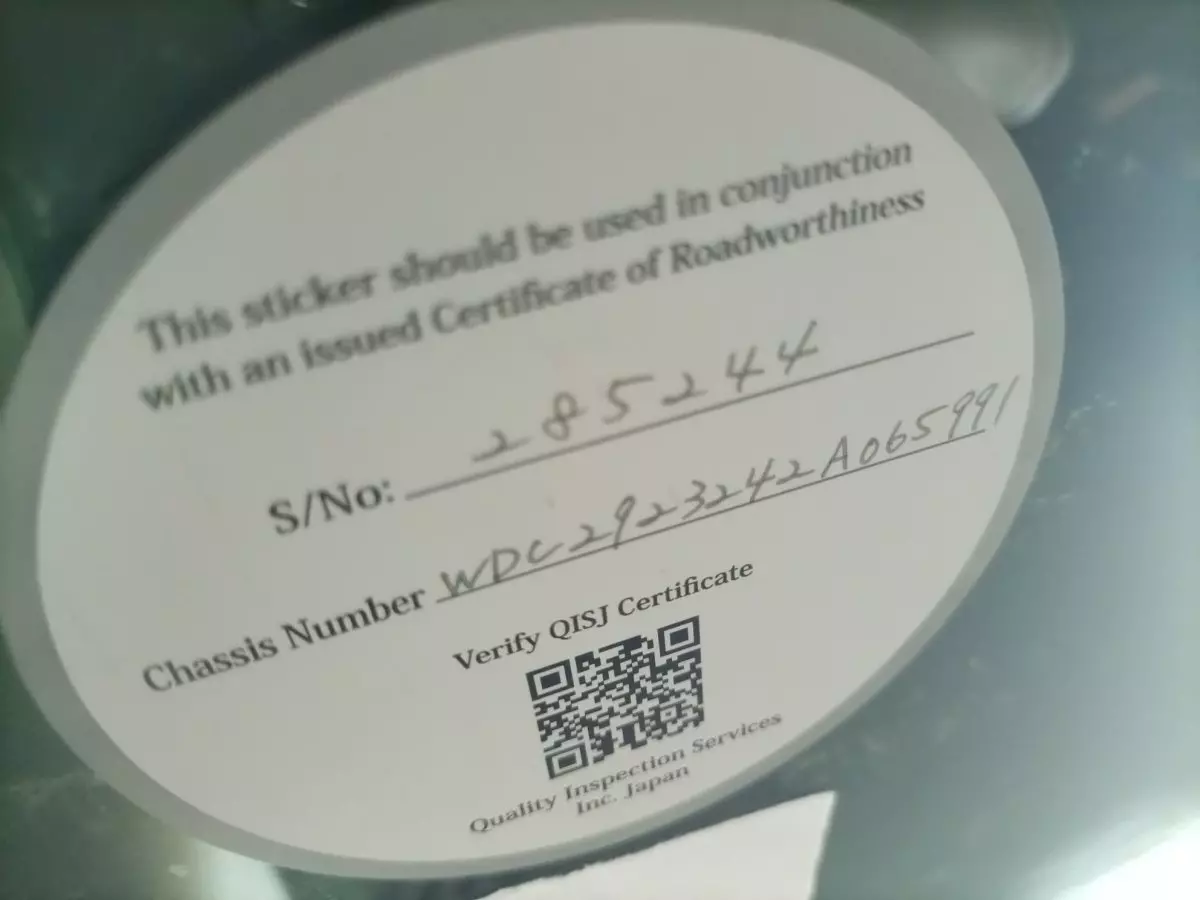 This sticker should be used in conjunction
with an issued Certificate of Roadworthiness
S/No: 285244
Chassis Number WDC2923242A065991
Verify QISJ Certificate
Quality Inspection Services
Inc. Japan